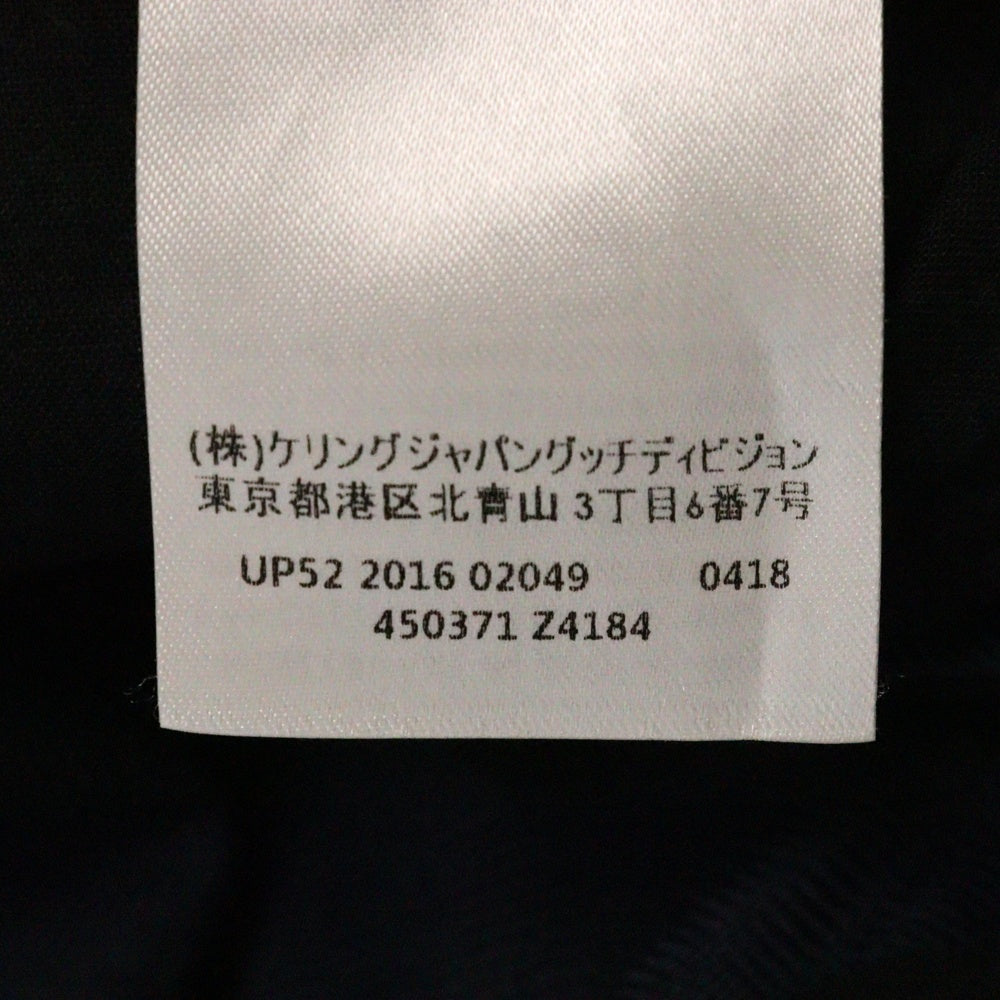 (株)ケリングジャパングッチディビジョン
東京都港区北青山 3丁目6番7号
UP52 2016 02049 0418
450371 Z4184